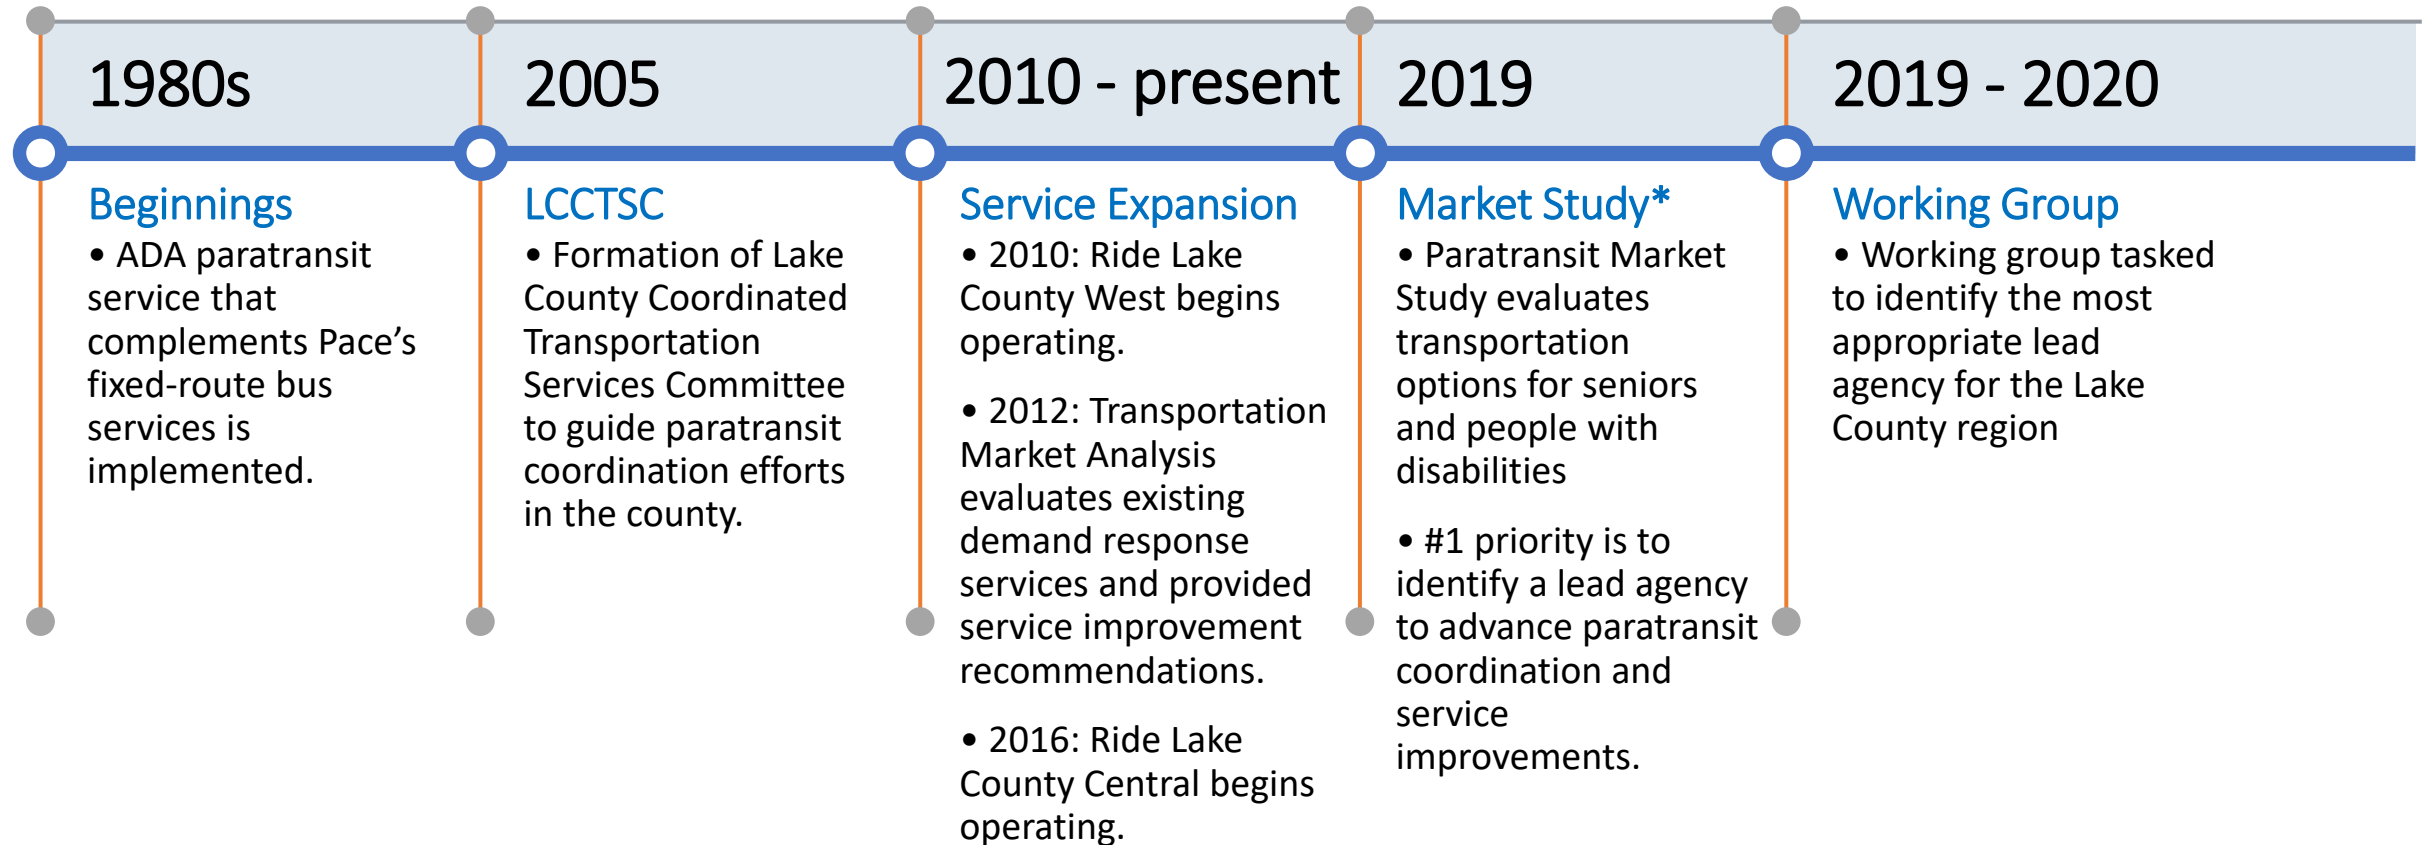 1980s
Beginnings
• ADA paratransit
service that
complements Pace’s
fixed-route bus
services is
implemented.
2005
LCCTSC
• Formation of Lake
County Coordinated
Transportation
Services Committee
to guide paratransit
coordination efforts
in the county.
2010 - present
Service Expansion
• 2010: Ride Lake
County West begins
operating.
• 2012: Transportation
Market Analysis
evaluates existing
demand response
services and provided
service improvement
recommendations.
• 2016: Ride Lake
County Central begins
operating.
2019
Market Study*
• Paratransit Market
Study evaluates
transportation
options for seniors
and people with
disabilities
• #1 priority is to
identify a lead agency
to advance paratransit
coordination and
service
improvements.
2019 - 2020
Working Group
• Working group tasked
to identify the most
appropriate lead
agency for the Lake
County region